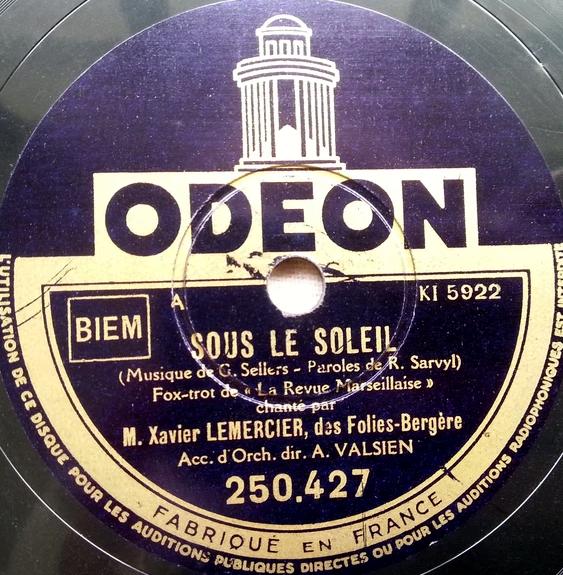 ODEON
BIEM
A
KI 5922
SOUS LE SOLEIL
(Musique de G. Sellers - Paroles de R. Sarvyl)
Fox-trot de « La Revue Marseillaise »
chanté par
M. Xavier LEMERCIER, des Folies-Bergère
Acc. d'Orch. dir. A. VALSIEN
250.427
FABRIQUÉ EN FRANCE
L'UTILISATION DE CE DISQUE POUR LES AUDITIONS PUBLIQUES DIRECTES OU POUR LES AUDITIONS RADIOPHONIQUES EST INTERDITE